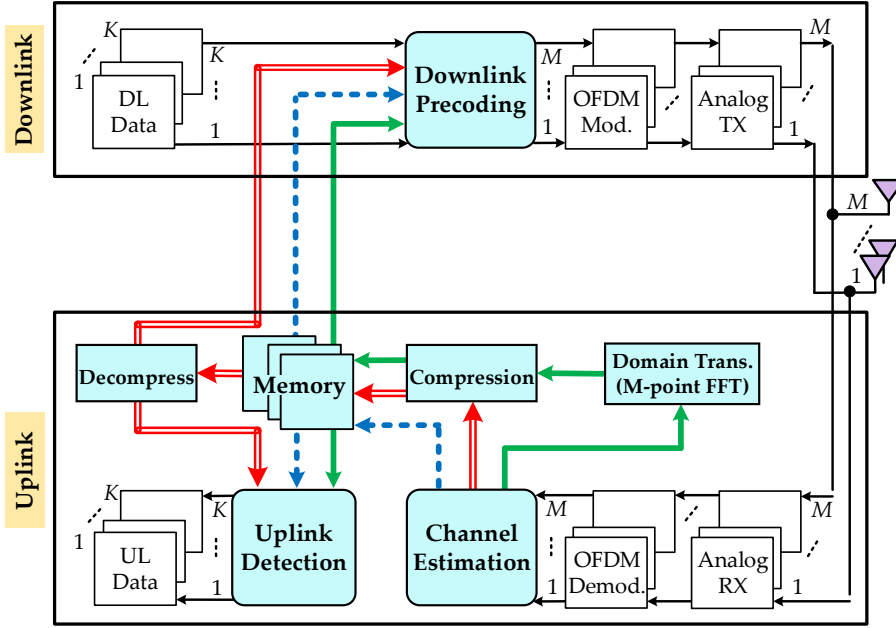 Downlink
K
1
DL
Data
1
K
Downlink
Precoding
M
1
OFDM
Mod.
Analog
TX
M
1
M
1
Uplink
Decompress
Memory
Compression
Domain Trans.
(M-point FFT)
K
1
UL
Data
K
1
Uplink
Detection
Channel
Estimation
M
1
OFDM
Demod.
Analog
RX
M
1